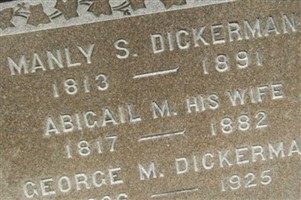 MANLY S. DICKERMAN
1813 — 1891
ABIGAIL M. HIS WIFE
1817 — 1882
GEORGE M. DICKERMA
— 1925